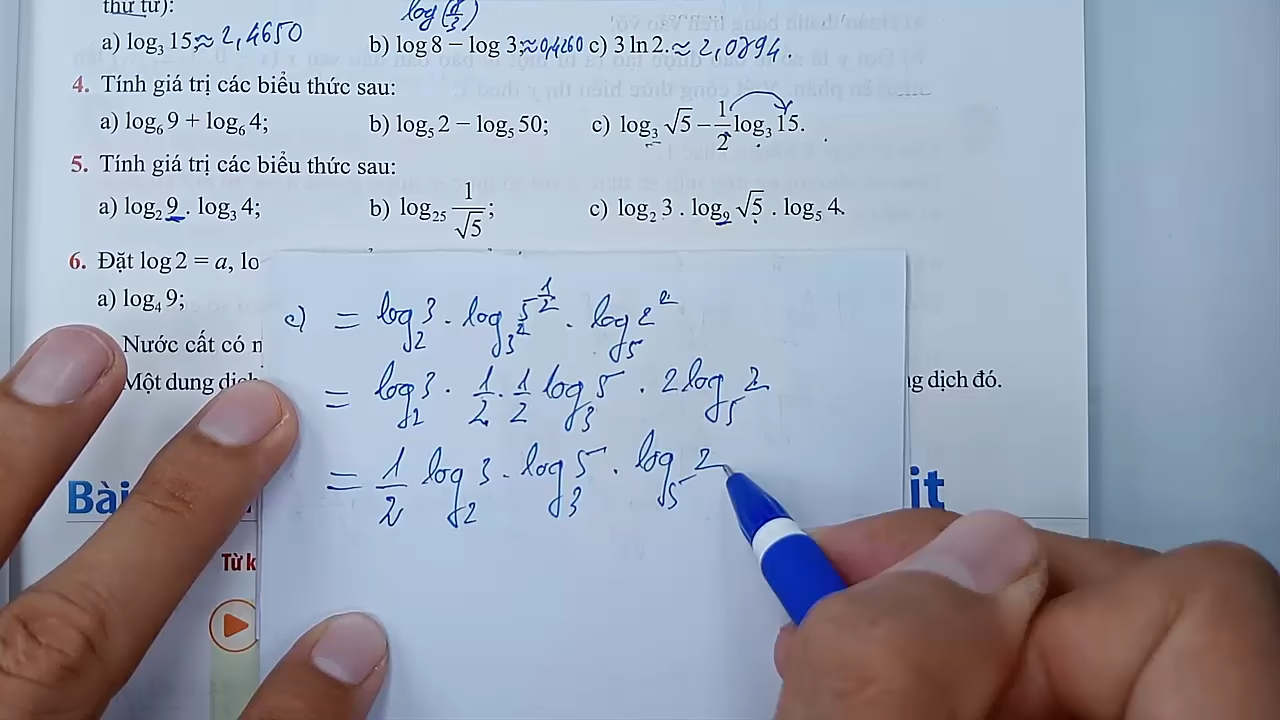 thứ tự):
log(8/3)
a) log₃ 15 ≈ 2,4650 b) log 8 − log 3; ≈ 0,4260 c) 3 ln 2. ≈ 2,0794.
4. Tính giá trị các biểu thức sau:
a) log₆ 9 + log₆ 4; b) log₅ 2 − log₅ 50; c) log₃ √5 − 1/2 log₃ 15.
5. Tính giá trị các biểu thức sau:
a) log₂ 9 . log₃ 4; b) log₂₅ 1/√5; c) log₂ 3 . log₉ √5 . log₅ 4.
6. Đặt log 2 = a, lo
a) log₄ 9;
Nước cất có n
Một dung dịch
ng dịch đó.
c) = log₂ 3 . log_{3²} 5^{1/2} . log₅ 2²
= log₂ 3 . 1/2 . 1/2 log₃ 5 . 2 log₅ 2
= 1/2 log₂ 3 . log₃ 5 . log₅ 2
Bài
it
Từ k